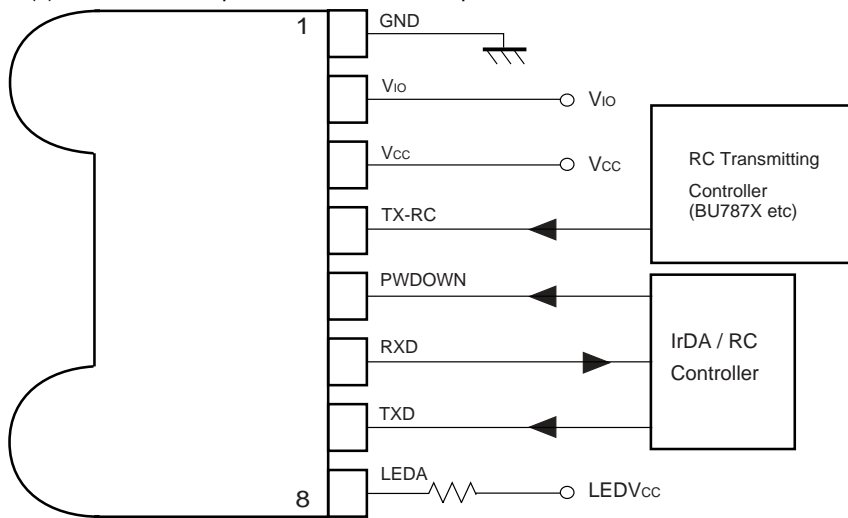 1
GND
VIO
VIO
VCC
VCC
TX-RC
PWDOWN
RXD
TXD
LEDA
LEDVCC
8
RC Transmitting
Controller
(BU787X etc)
IrDA / RC
Controller